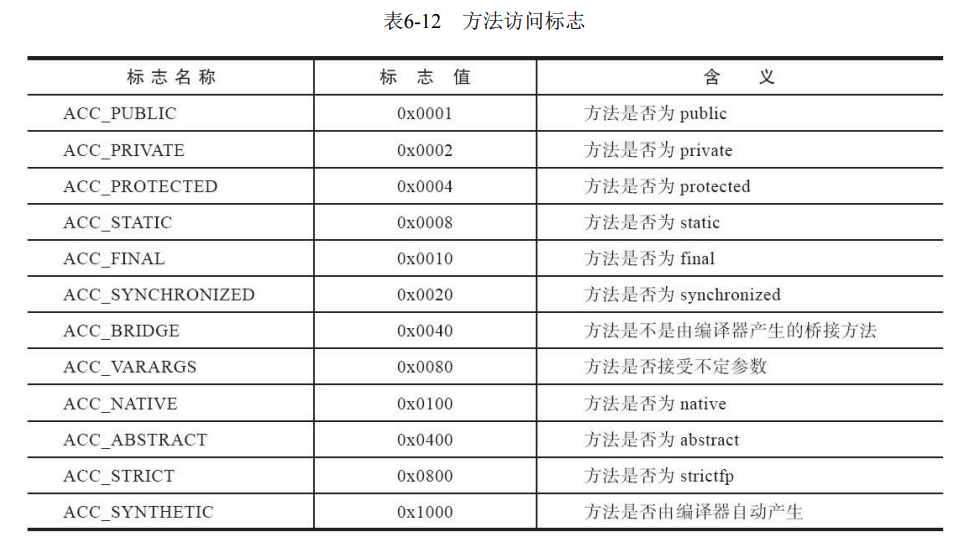 表6-12 方法访问标志
标志名称 标志值 含义
ACC_PUBLIC 0x0001 方法是否为 public
ACC_PRIVATE 0x0002 方法是否为 private
ACC_PROTECTED 0x0004 方法是否为 protected
ACC_STATIC 0x0008 方法是否为 static
ACC_FINAL 0x0010 方法是否为 final
ACC_SYNCHRONIZED 0x0020 方法是否为 synchronized
ACC_BRIDGE 0x0040 方法是不是由编译器产生的桥接方法
ACC_VARARGS 0x0080 方法是否接受不定参数
ACC_NATIVE 0x0100 方法是否为 native
ACC_ABSTRACT 0x0400 方法是否为 abstract
ACC_STRICT 0x0800 方法是否为 strictfp
ACC_SYNTHETIC 0x1000 方法是否由编译器自动产生